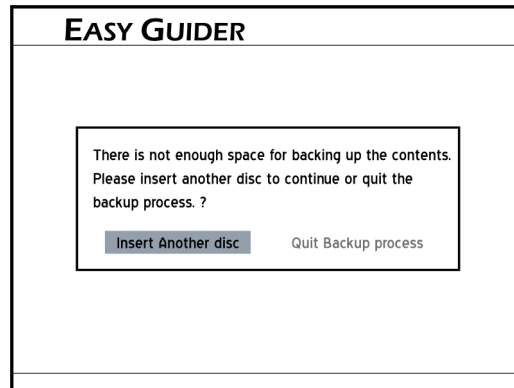 EASY GUIDER
There is not enough space for backing up the contents.
Please insert another disc to continue or quit the
backup process. ?
Insert Another disc
Quit Backup process